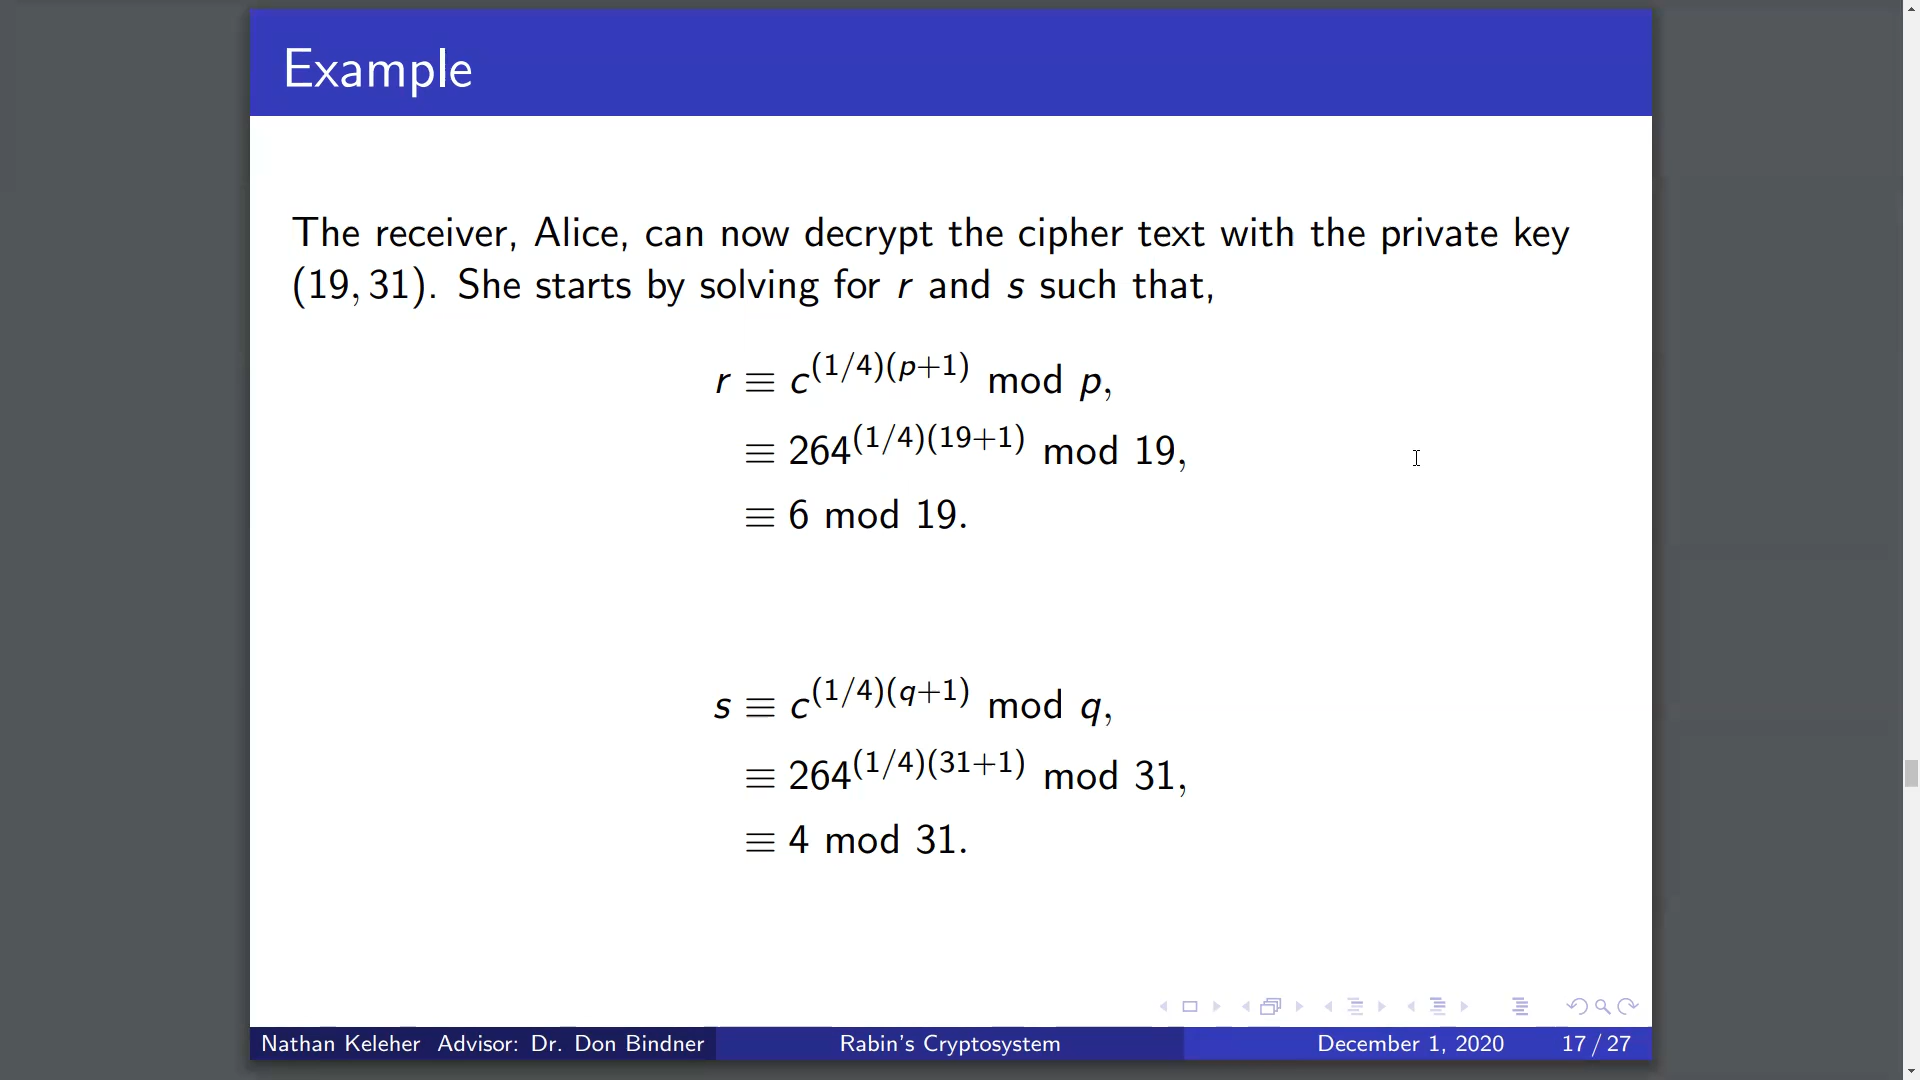 Example
The receiver, Alice, can now decrypt the cipher text with the private key
(19, 31). She starts by solving for r and s such that,
r ≡ c^(1/4)(p+1) mod p,
≡ 264^(1/4)(19+1) mod 19,
≡ 6 mod 19.
s ≡ c^(1/4)(q+1) mod q,
≡ 264^(1/4)(31+1) mod 31,
≡ 4 mod 31.
Nathan Keleher Advisor: Dr. Don Bindner Rabin's Cryptosystem December 1, 2020 17 / 27